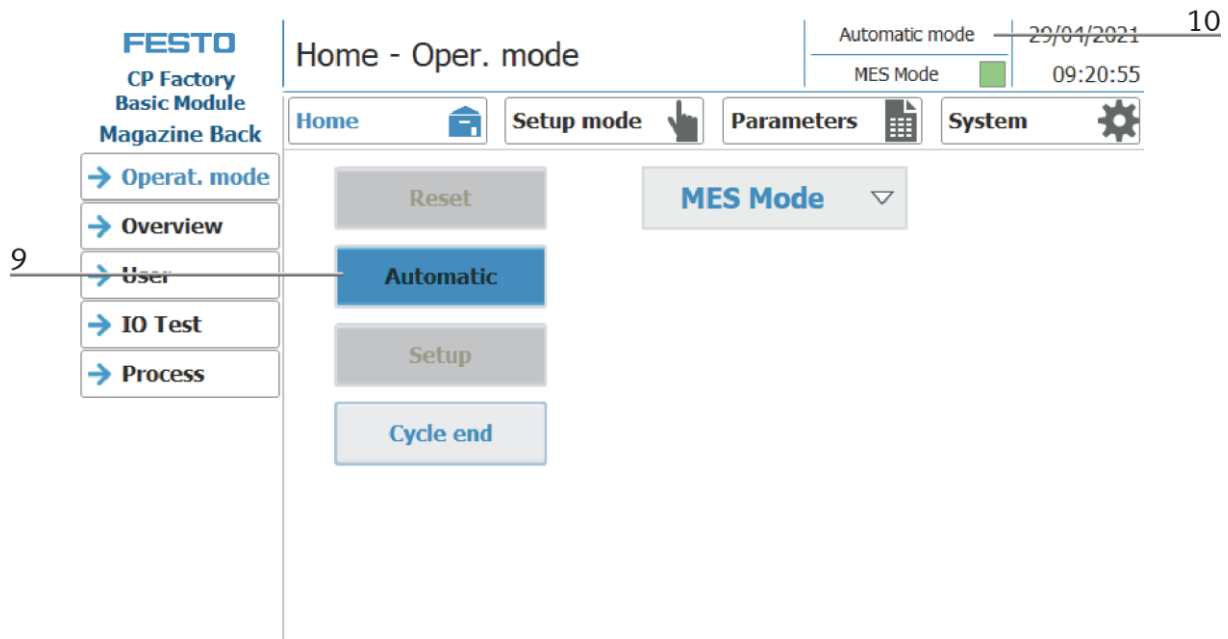 FESTO
CP Factory
Basic Module
Magazine Back
Home - Oper. mode
Automatic mode
MES Mode
29/04/2021
09:20:55
10
Home
Setup mode
Parameters
System
Operat. mode
Overview
User
IO Test
Process
9
Reset
Automatic
Setup
Cycle end
MES Mode